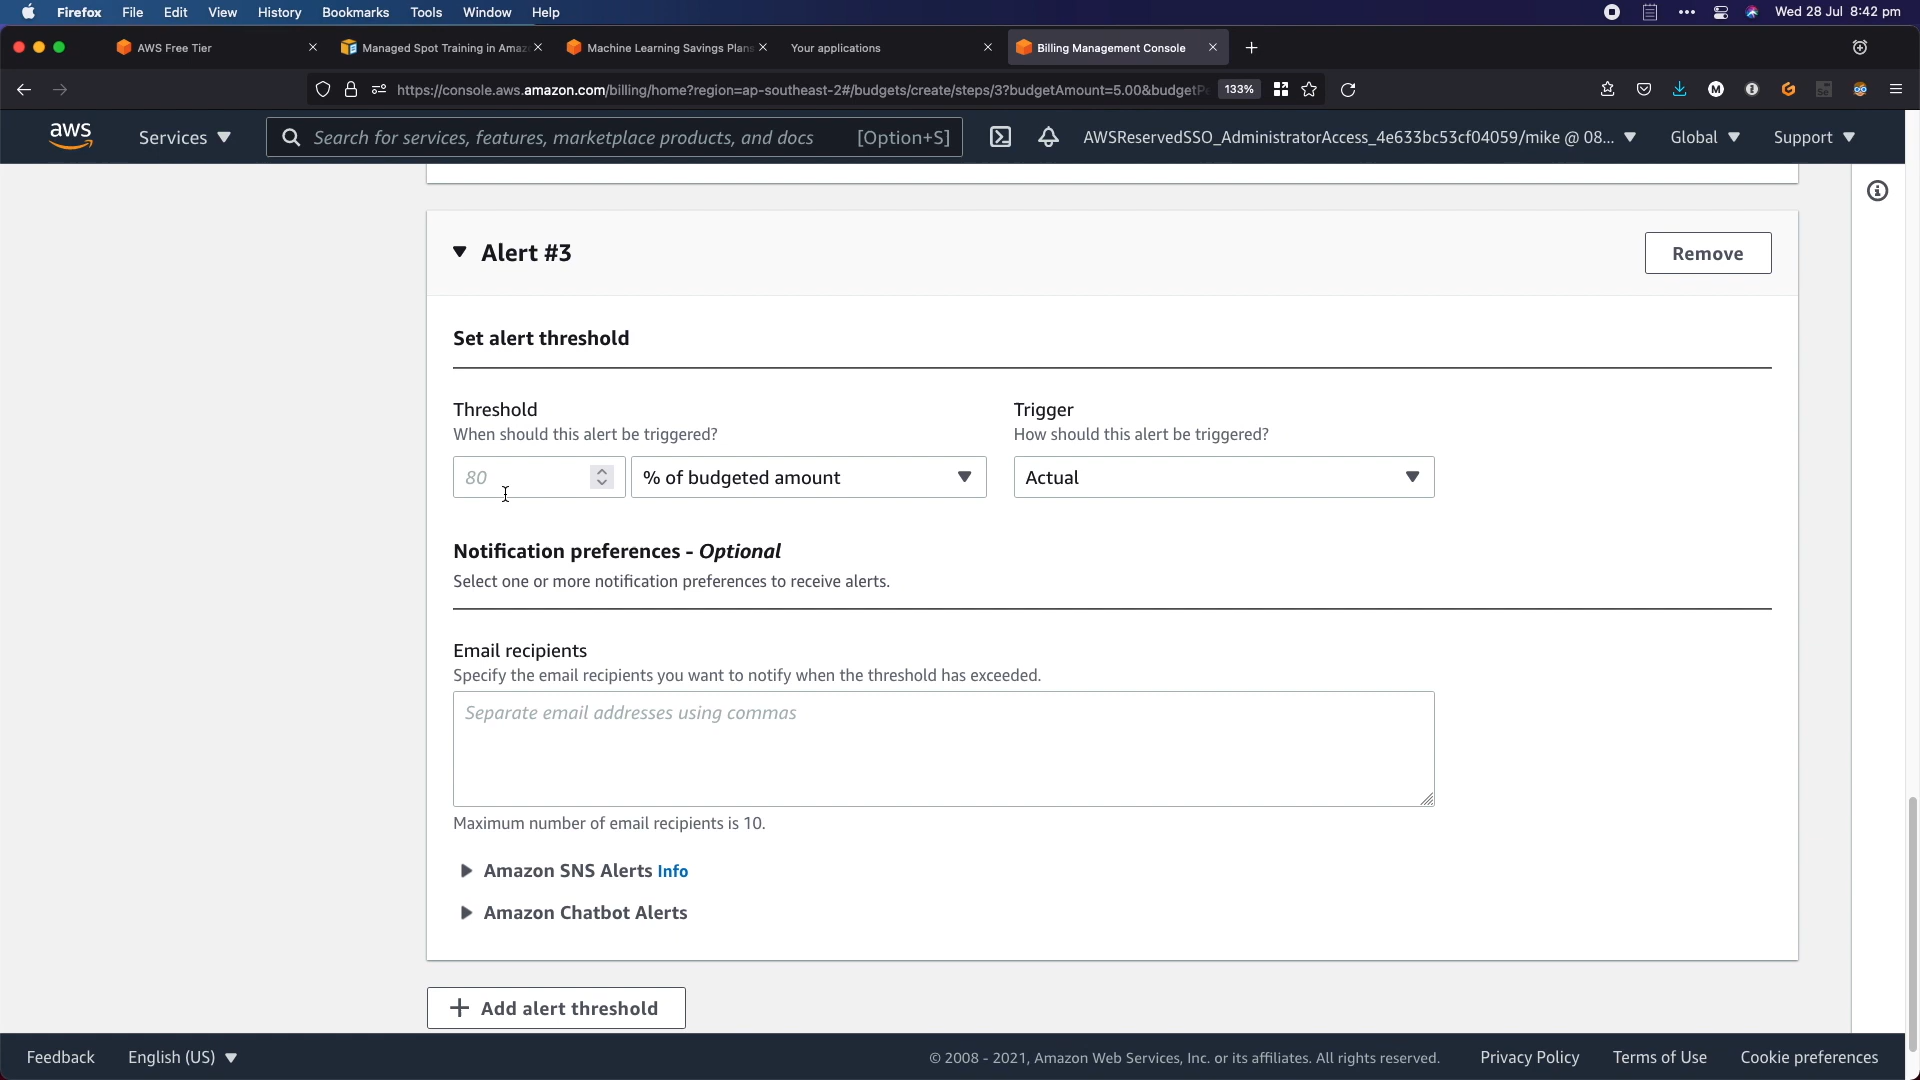 Firefox File Edit View History Bookmarks Tools Window Help Wed 28 Jul 8:42 pm
AWS Free Tier Managed Spot Training in Amaz Machine Learning Savings Plans Your applications Billing Management Console
https://console.aws.amazon.com/billing/home?region=ap-southeast-2#/budgets/create/steps/3?budgetAmount=5.00&budgetP 133%
aws Services Search for services, features, marketplace products, and docs [Option+S] AWSReservedSSO_AdministratorAccess_4e633bc53cf04059/mike @ 08... Global Support
Alert #3 Remove
Set alert threshold
Threshold Trigger
When should this alert be triggered? How should this alert be triggered?
80 % of budgeted amount Actual
Notification preferences - Optional
Select one or more notification preferences to receive alerts.
Email recipients
Specify the email recipients you want to notify when the threshold has exceeded.
Separate email addresses using commas
Maximum number of email recipients is 10.
Amazon SNS Alerts Info
Amazon Chatbot Alerts
+ Add alert threshold
Feedback English (US) © 2008 - 2021, Amazon Web Services, Inc. or its affiliates. All rights reserved. Privacy Policy Terms of Use Cookie preferences